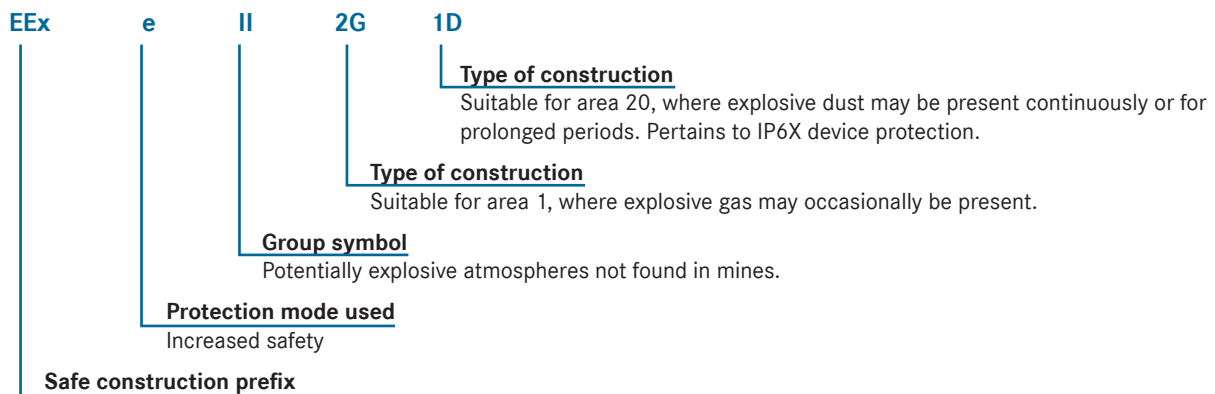 EEx e II 2G 1D
Type of construction
Suitable for area 20, where explosive dust may be present continuously or for
prolonged periods. Pertains to IP6X device protection.
Type of construction
Suitable for area 1, where explosive gas may occasionally be present.
Group symbol
Potentially explosive atmospheres not found in mines.
Protection mode used
Increased safety
Safe construction prefix